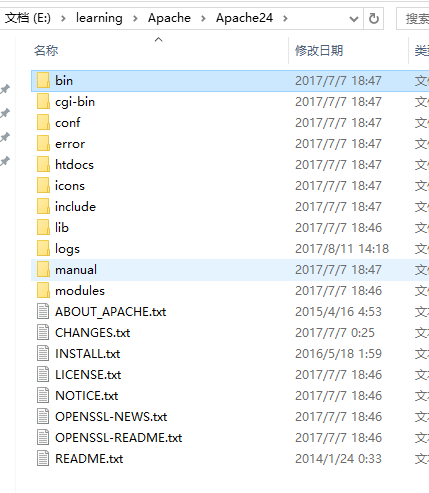 文档 (E:) › learning › Apache › Apache24 搜索
名称 修改日期
bin 2017/7/7 18:47 文
cgi-bin 2017/7/7 18:47 文
conf 2017/7/7 18:47 文
error 2017/7/7 18:47 文
htdocs 2017/7/7 18:47 文
icons 2017/7/7 18:47 文
include 2017/7/7 18:47 文
lib 2017/7/7 18:46 文
logs 2017/8/11 14:18 文
manual 2017/7/7 18:47 文
modules 2017/7/7 18:46 文
ABOUT_APACHE.txt 2015/4/16 4:53 文
CHANGES.txt 2017/7/7 0:25 文
INSTALL.txt 2016/5/18 1:59 文
LICENSE.txt 2017/7/7 18:46 文
NOTICE.txt 2017/7/7 18:46 文
OPENSSL-NEWS.txt 2017/7/7 18:46 文
OPENSSL-README.txt 2017/7/7 18:46 文
README.txt 2014/1/24 0:33 文